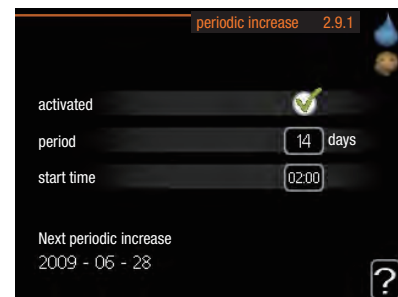 periodic increase 2.9.1
activated
period 14 days
start time 02:00
Next periodic increase
2009 - 06 - 28
?